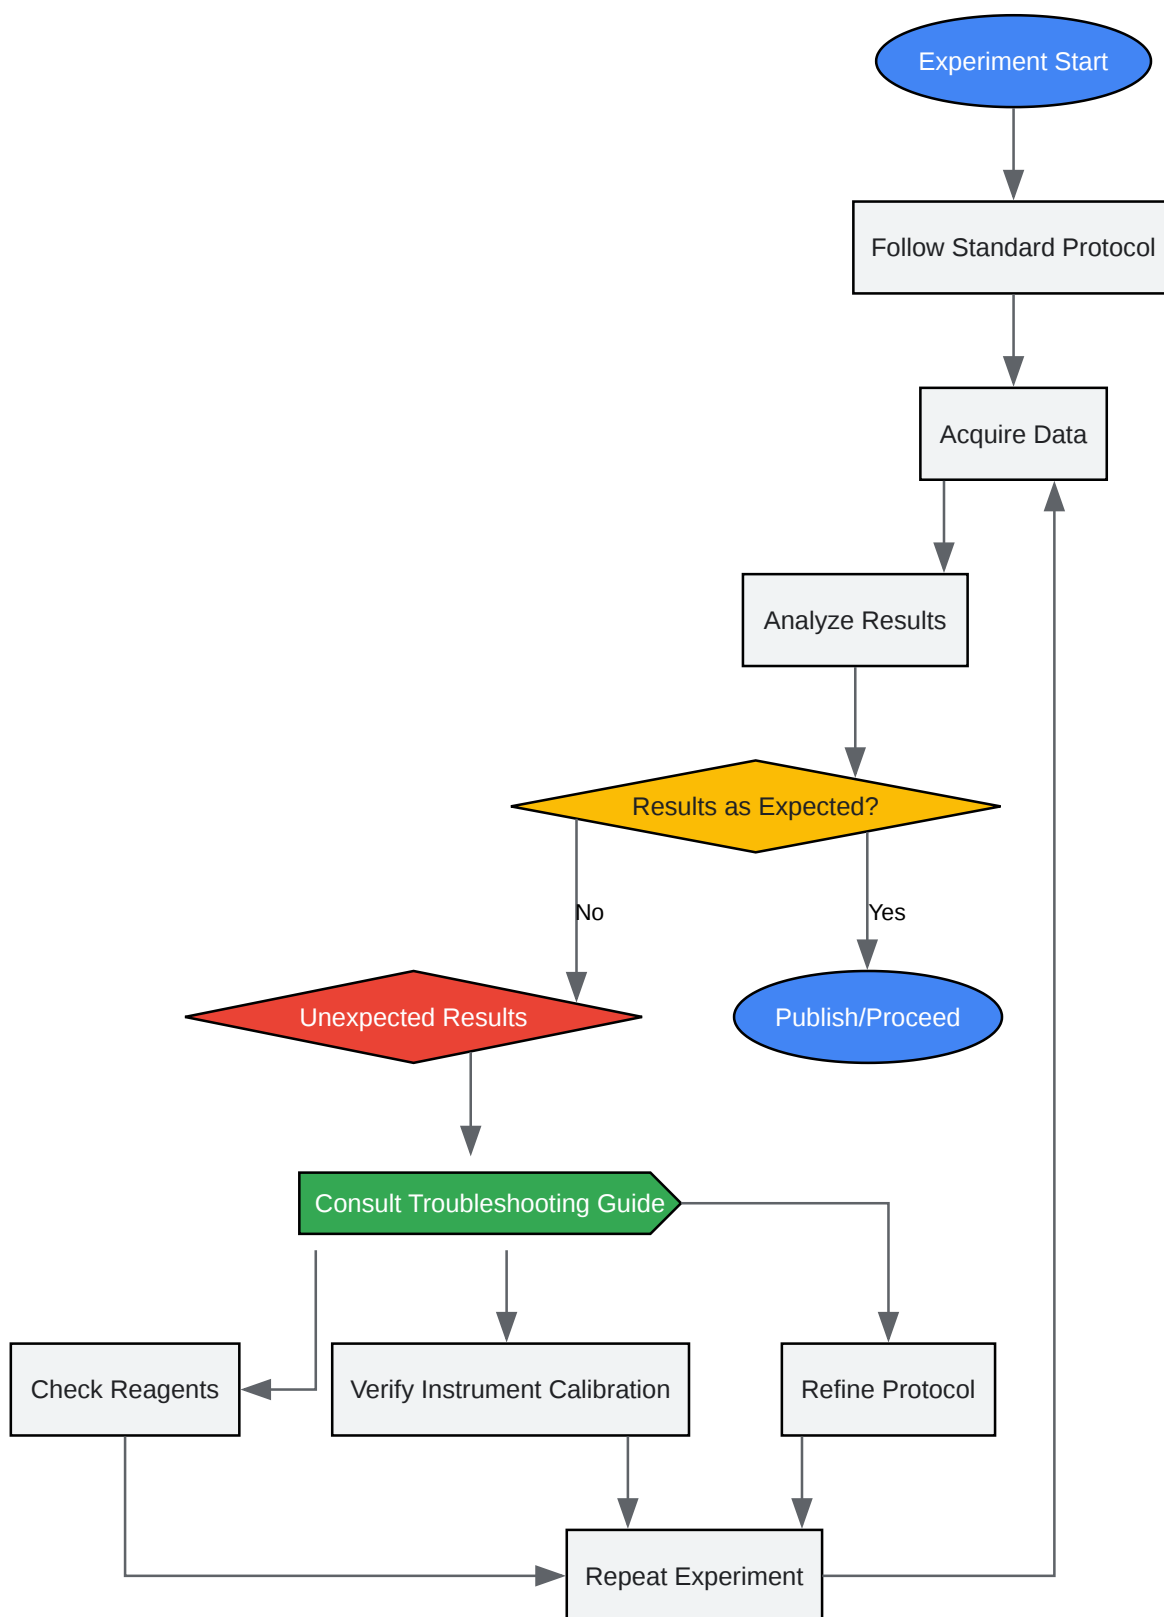 Experiment Start
Follow Standard Protocol
Acquire Data
Analyze Results
Results as Expected?
No
Yes
Unexpected Results
Publish/Proceed
Consult Troubleshooting Guide
Check Reagents
Verify Instrument Calibration
Refine Protocol
Repeat Experiment